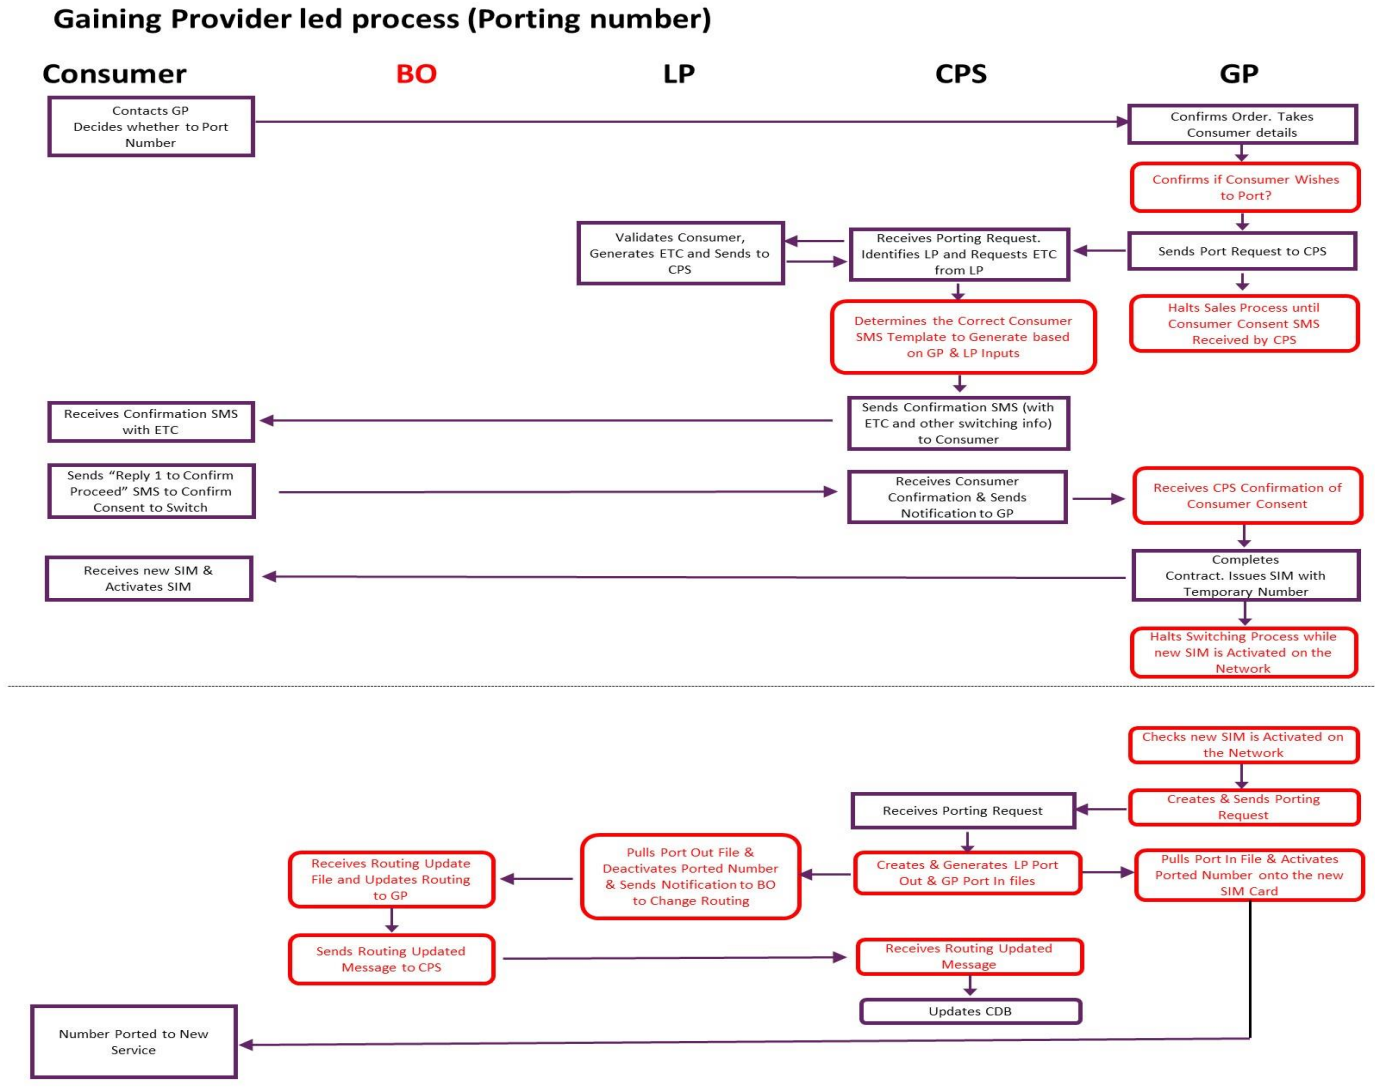 Gaining Provider led process (Porting number)
Consumer
BO
LP
CPS
GP
Contacts GP
Decides whether to Port
Number
Confirms Order. Takes
Consumer details
Confirms if Consumer Wishes
to Port?
Validates Consumer,
Generates ETC and Sends to
CPS
Receives Porting Request.
Identifies LP and Requests ETC
from LP
Sends Port Request to CPS
Determines the Correct Consumer
SMS Template to Generate based
on GP & LP Inputs
Halts Sales Process until
Consumer Consent SMS
Received by CPS
Receives Confirmation SMS
with ETC
Sends Confirmation SMS (with
ETC and other switching info)
to Consumer
Sends “Reply 1 to Confirm
Proceed” SMS to Confirm
Consent to Switch
Receives Consumer
Confirmation & Sends
Notification to GP
Receives CPS Confirmation of
Consumer Consent
Receives new SIM &
Activates SIM
Completes
Contract. Issues SIM with
Temporary Number
Halts Switching Process while
new SIM is Activated on the
Network
Checks new SIM is Activated on
the Network
Receives Porting Request
Creates & Sends Porting
Request
Receives Routing Update
File and Updates Routing
to GP
Pulls Port Out File &
Deactivates Ported Number
& Sends Notification to BO
to Change Routing
Creates & Generates LP Port
Out & GP Port In files
Pulls Port In File & Activates
Ported Number onto the new
SIM Card
Sends Routing Updated
Message to CPS
Receives Routing Updated
Message
Updates CDB
Number Ported to New
Service